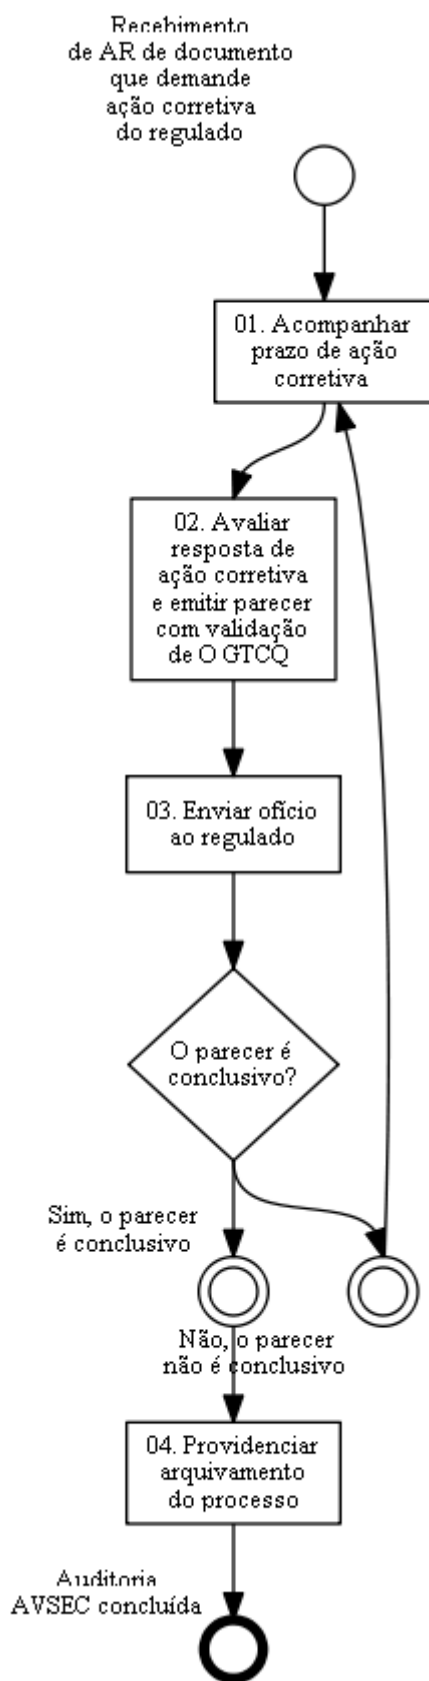 Recebimento
de AR de documento
que demande
ação corretiva
do regulado
01. Acompanhar
prazo de ação
corretiva
02. Avaliar
resposta de
ação corretiva
e emitir parecer
com validação
de O GTCQ
03. Enviar ofício
ao regulado
O parecer é
conclusivo?
Sim, o parecer
é conclusivo
Não, o parecer
não é conclusivo
04. Providenciar
arquivamento
do processo
Auditoria
AVSEC concluída